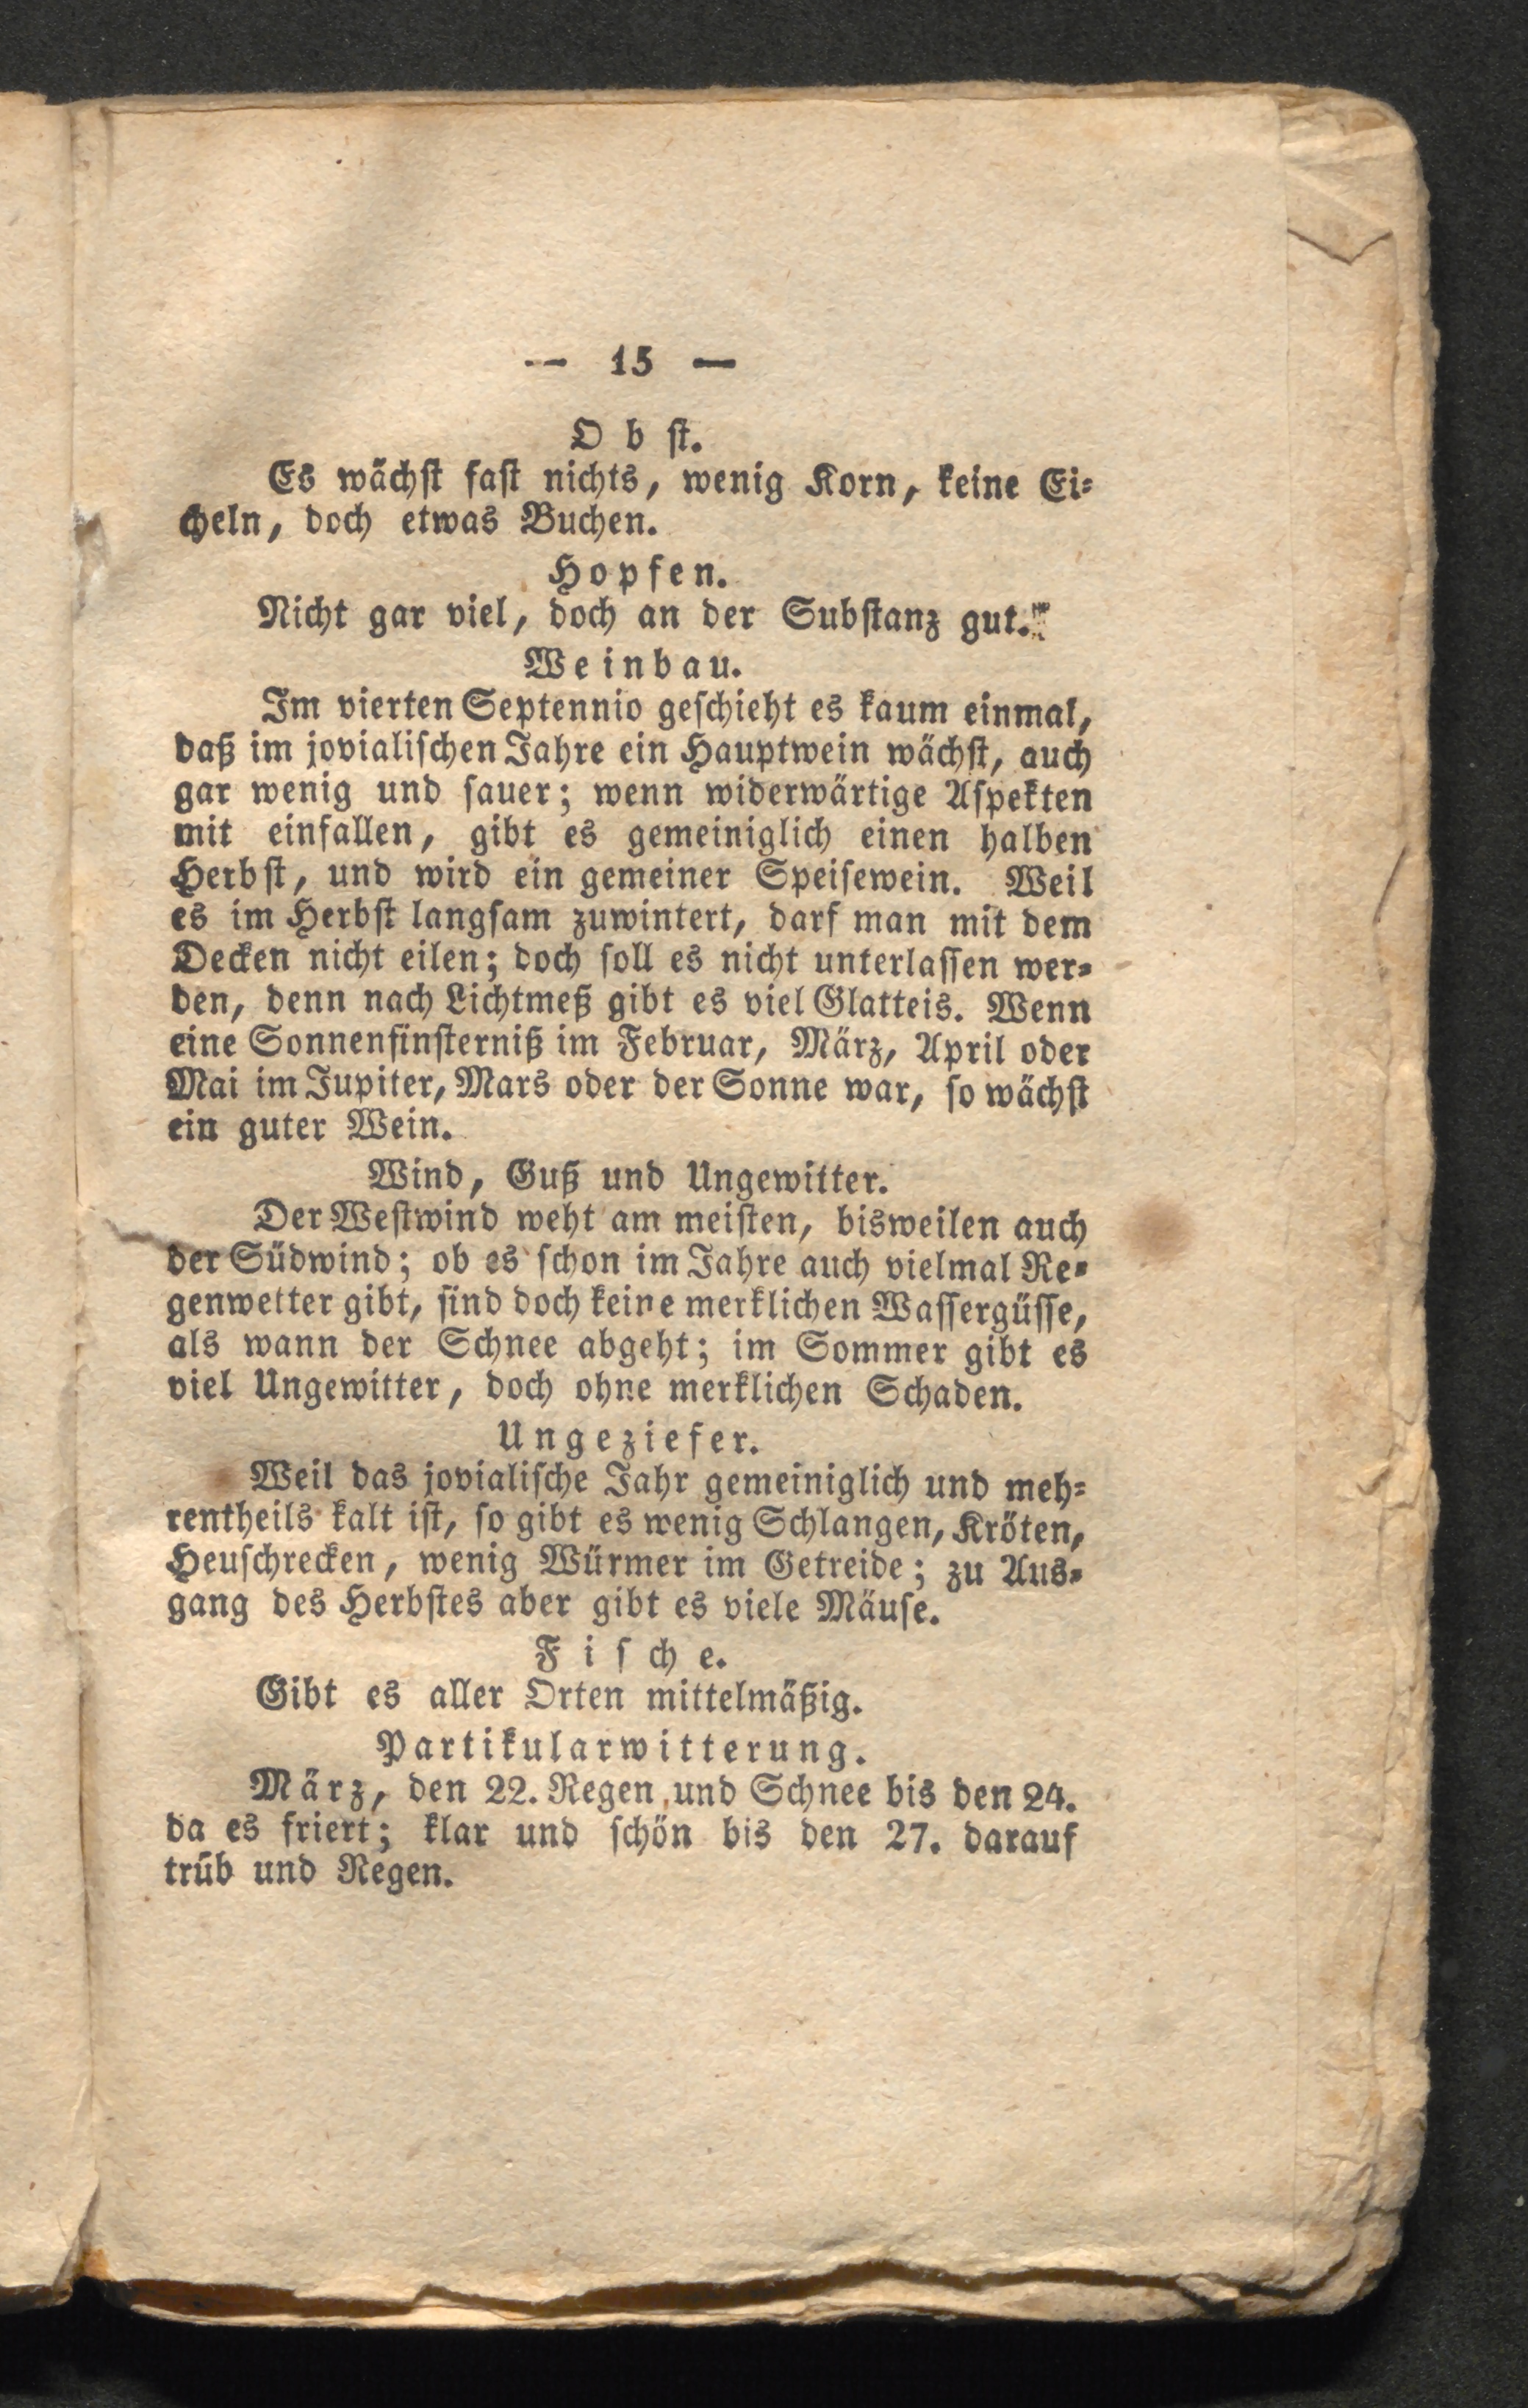 — 15 —
Obst.
Es wächst fast nichts, wenig Korn, keine Ei-
cheln, doch etwas Buchen.
Hopfen.
Nicht gar viel, doch an der Substanz gut.
Weinbau.
Im vierten Septennio geschieht es kaum einmal,
daß im jovialischen Jahre ein Hauptwein wächst, auch
gar wenig und sauer; wenn widerwärtige Aspekten
mit einfallen, gibt es gemeiniglich einen halben
Herbst, und wird ein gemeiner Speisewein. Weil
es im Herbst langsam zuwintert, darf man mit dem
Decken nicht eilen; doch soll es nicht unterlassen wer-
den, denn nach Lichtmeß gibt es viel Glatteis. Wenn
eine Sonnenfinsterniß im Februar, März, April oder
Mai im Jupiter, Mars oder der Sonne war, so wächst
ein guter Wein.
Wind, Guß und Ungewitter.
Der Westwind weht am meisten, bisweilen auch
der Südwind; ob es schon im Jahre auch vielmal Re-
genwetter gibt, sind doch keine merklichen Wassergüsse,
als wann der Schnee abgeht; im Sommer gibt es
viel Ungewitter, doch ohne merklichen Schaden.
Ungeziefer.
Weil das jovialische Jahr gemeiniglich und meh-
rentheils kalt ist, so gibt es wenig Schlangen, Kröten,
Heuschrecken, wenig Würmer im Getreide; zu Aus-
gang des Herbstes aber gibt es viele Mäuse.
Fische.
Gibt es aller Orten mittelmäßig.
Partikularwitterung.
März, den 22. Regen und Schnee bis den 24.
da es friert; klar und schön bis den 27. darauf
trüb und Regen.